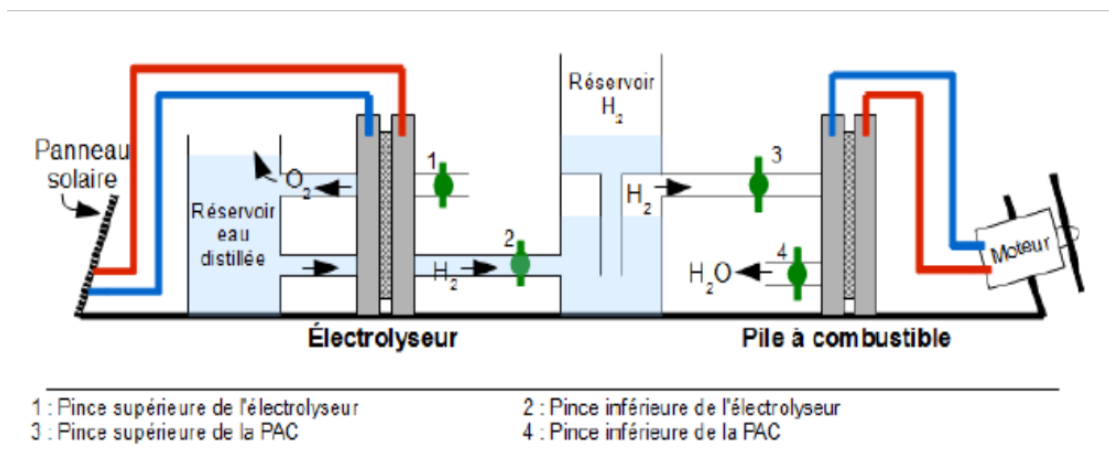 Panneau
solaire
Réservoir
eau
distillée
O2
1
H2
2
Réservoir
H2
H2
3
4
H2O
Moteur
Électrolyseur
Pile à combustible
1 : Pince supérieure de l'électrolyseur
2 : Pince inférieure de l'électrolyseur
3 : Pince supérieure de la PAC
4 : Pince inférieure de la PAC